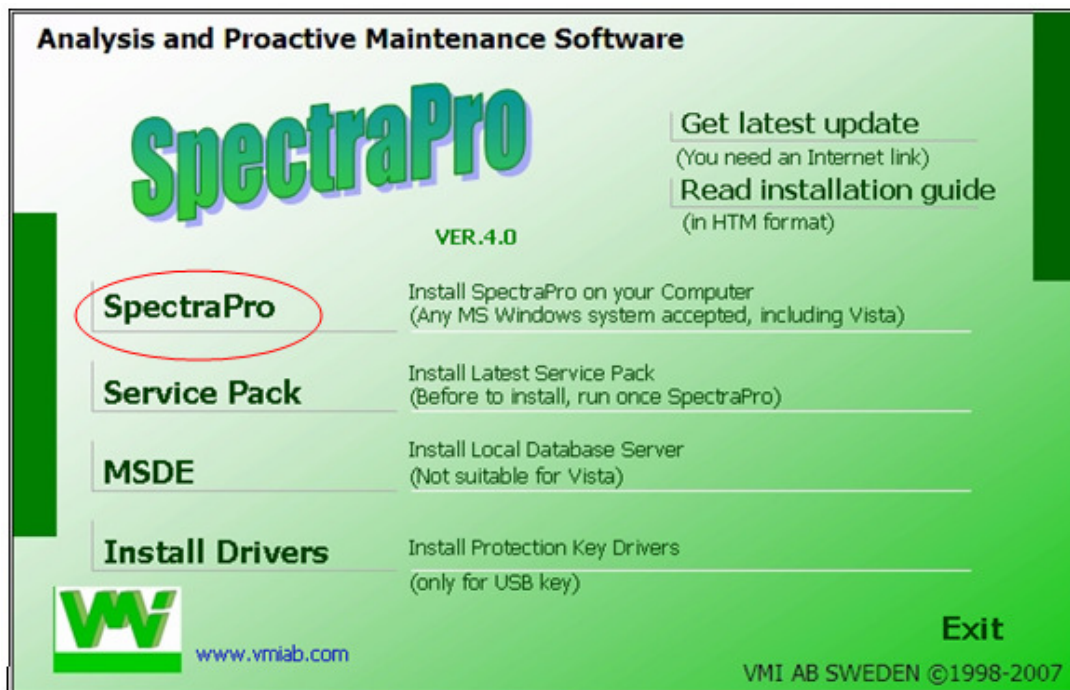 Analysis and Proactive Maintenance Software
SpectraPro
VER.4.0
Get latest update
(You need an Internet link)
Read installation guide
(in HTM format)
SpectraPro
Install SpectraPro on your Computer
(Any MS Windows system accepted, including Vista)
Service Pack
Install Latest Service Pack
(Before to install, run once SpectraPro)
MSDE
Install Local Database Server
(Not suitable for Vista)
Install Drivers
Install Protection Key Drivers
(only for USB key)
VMI
www.vmiab.com
Exit
VMI AB SWEDEN ©1998-2007